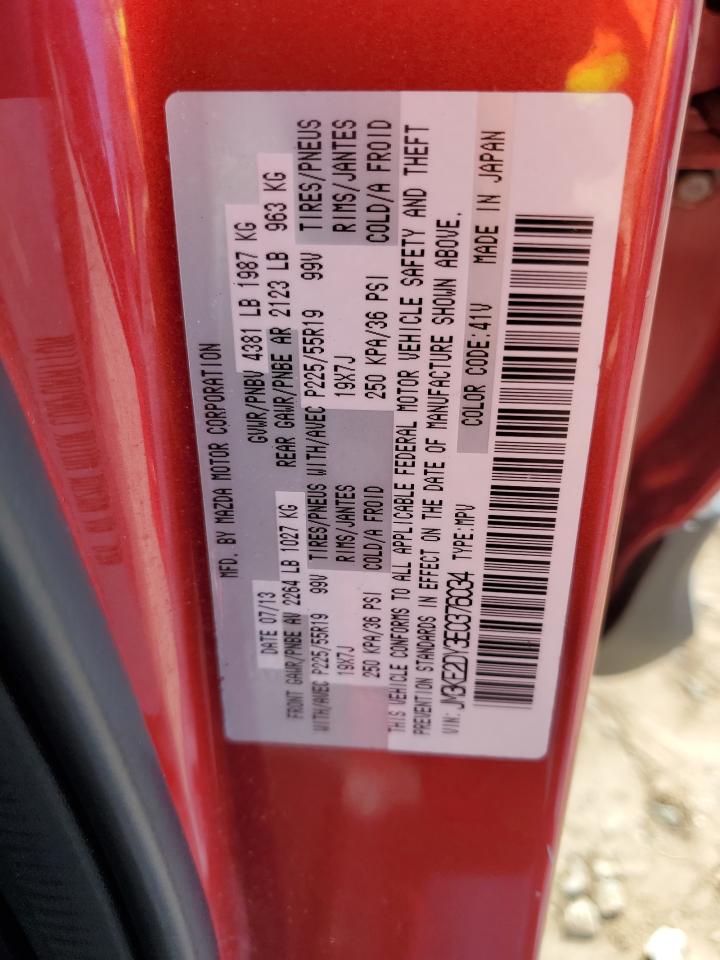 MFD. BY MAZDA MOTOR CORPORATION
DATE 07/13 GVWR/PNBV 4381 LB 1987 KG
FRONT GAWR/PNBE AV 2264 LB 1027 KG REAR GAWR/PNBE AR 2123 LB 963 KG
WITH/AVEC P225/55R19 99V TIRES/PNEUS WITH/AVEC P225/55R19 99V TIRES/PNEUS
19X7J RIMS/JANTES 19X7J RIMS/JANTES
250 KPA/36 PSI COLD/A FROID 250 KPA/36 PSI COLD/A FROID
THIS VEHICLE CONFORMS TO ALL APPLICABLE FEDERAL MOTOR VEHICLE SAFETY AND THEFT
PREVENTION STANDARDS IN EFFECT ON THE DATE OF MANUFACTURE SHOWN ABOVE.
VIN: JM3KE2DY3E0376034 TYPE:MPV COLOR CODE:41V MADE IN JAPAN